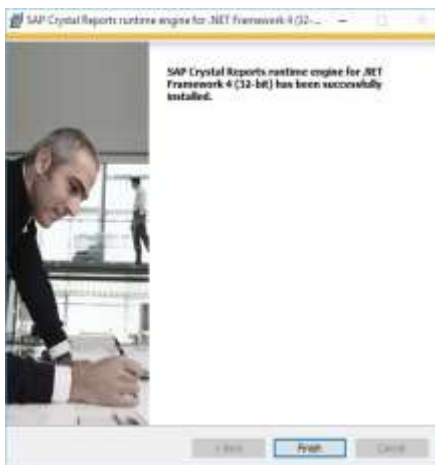 SAP Crystal Reports runtime engine for .NET Framework 4 (32-...
SAP Crystal Reports runtime engine for .NET
Framework 4 (32-bit) has been successfully
installed.
< Back Finish Cancel